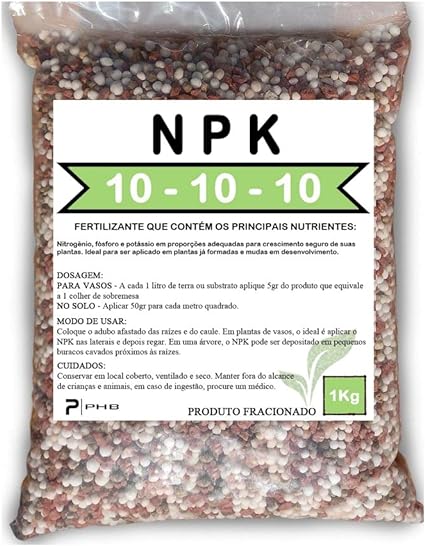 NPK
10 - 10 - 10
FERTILIZANTE QUE CONTÉM OS PRINCIPAIS NUTRIENTES:
Nitrogênio, fósforo e potássio em proporções adequadas para crescimento seguro de suas
plantas. Ideal para ser aplicado em plantas já formadas e mudas em desenvolvimento.
DOSAGEM:
PARA VASOS - A cada 1 litro de terra ou substrato aplique 5gr do produto que equivale
a 1 colher de sobremesa
NO SOLO - Aplicar 50gr para cada metro quadrado.
MODO DE USAR:
Coloque o adubo afastado das raízes e do caule. Em plantas de vasos, o ideal é aplicar o
NPK nas laterais e depois regar. Em uma árvore, o NPK pode ser depositado em pequenos
buracos cavados próximos às raízes.
CUIDADOS:
Conservar em local coberto, ventilado e seco. Manter fora do alcance
de crianças e animais, em caso de ingestão, procure um médico.
PHB
PRODUTO FRACIONADO
1Kg